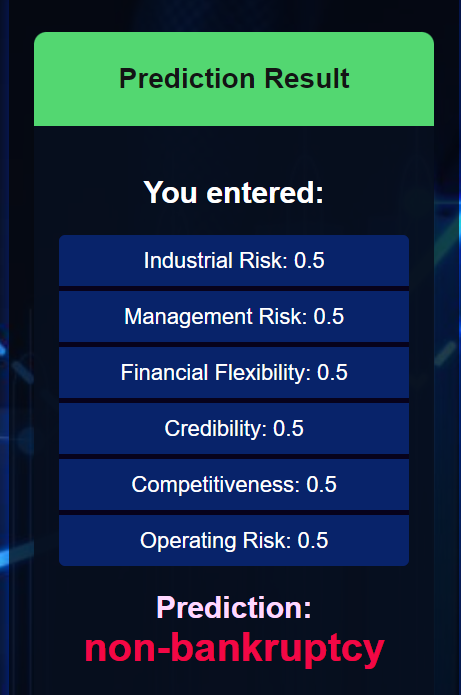 Prediction Result
You entered:
Industrial Risk: 0.5
Management Risk: 0.5
Financial Flexibility: 0.5
Credibility: 0.5
Competitiveness: 0.5
Operating Risk: 0.5
Prediction:
non-bankruptcy